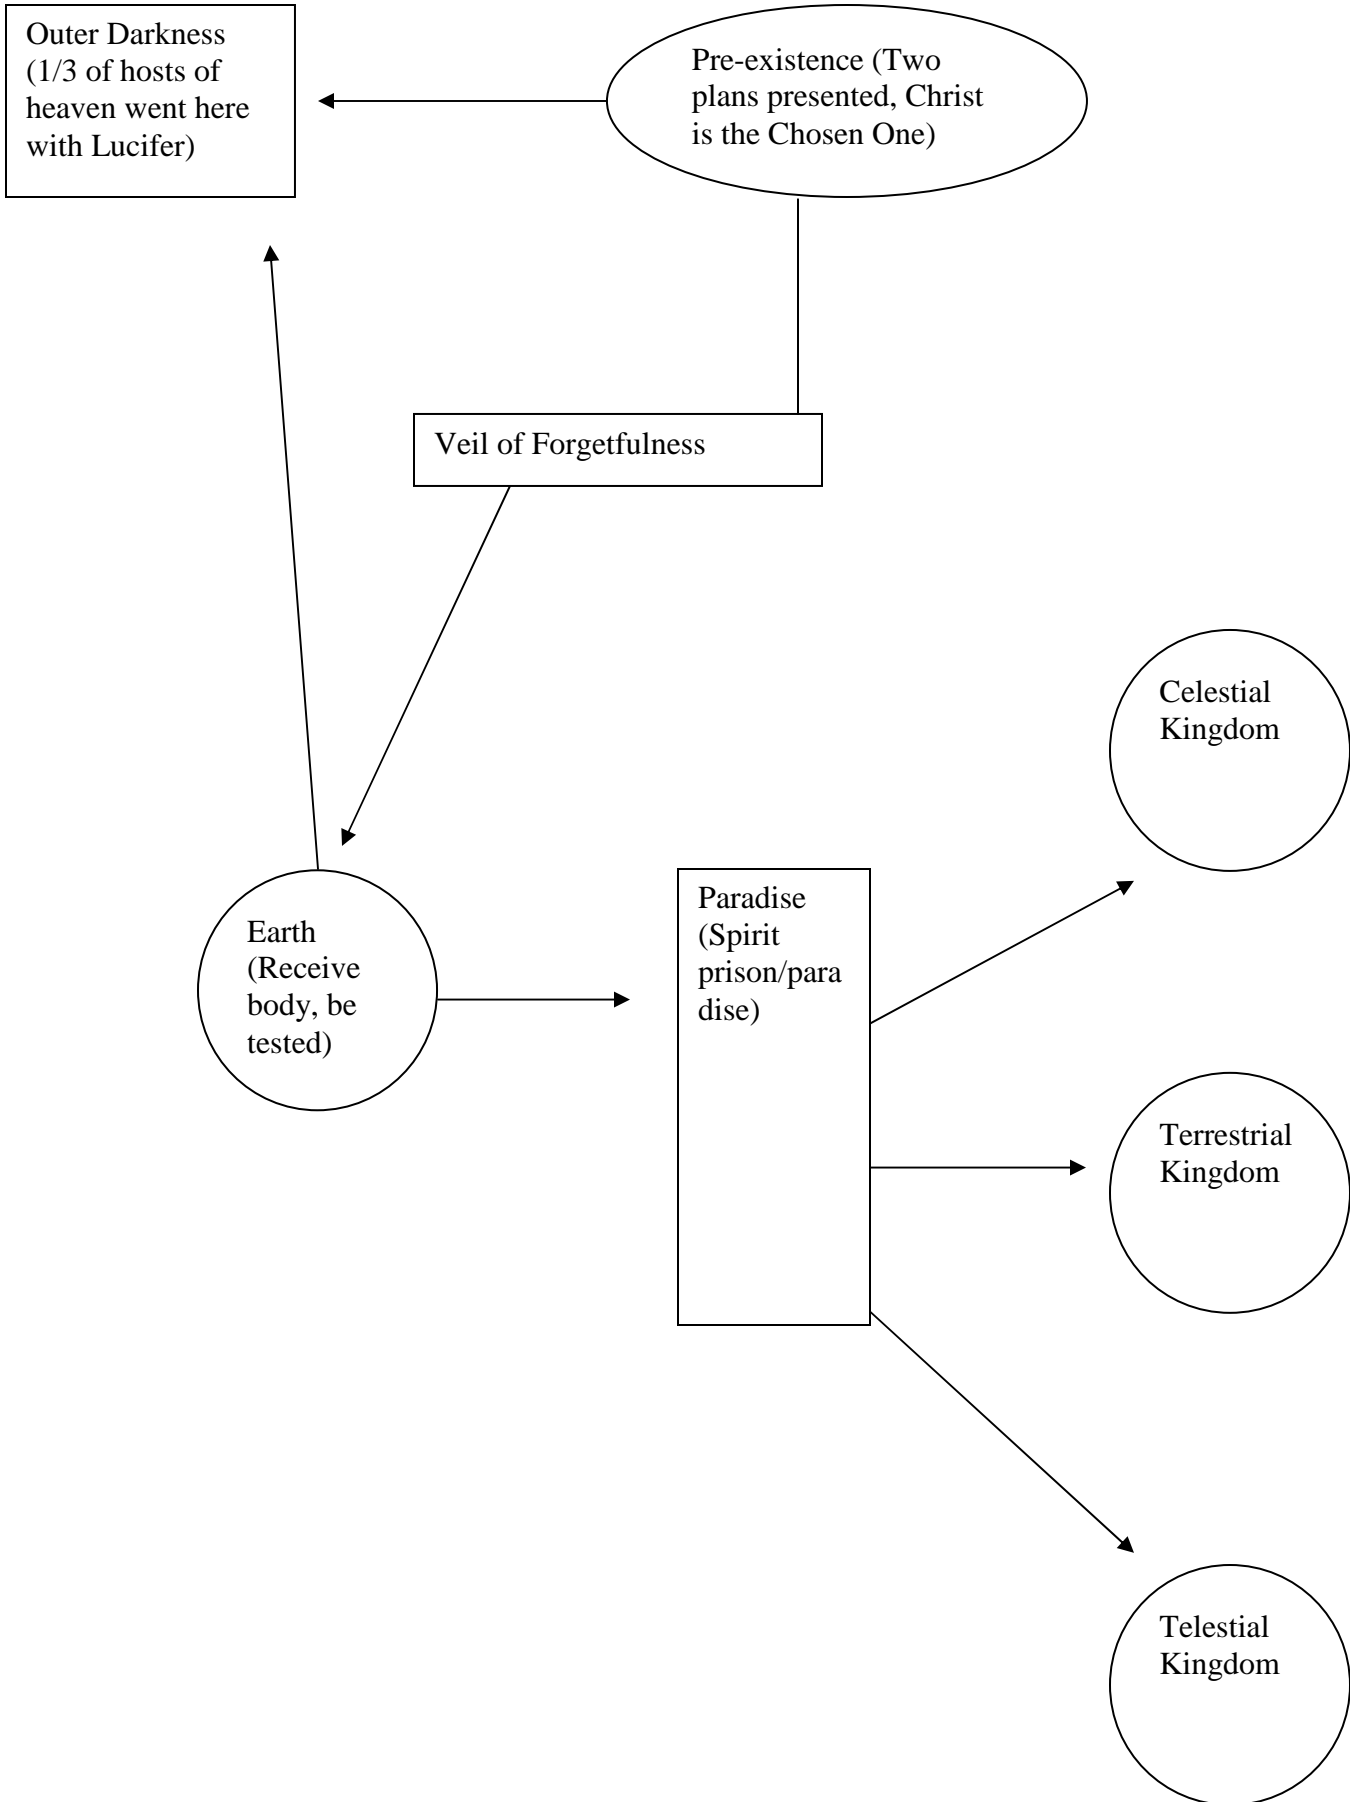 Outer Darkness
(1/3 of hosts of
heaven went here
with Lucifer)
Pre-existence (Two
plans presented, Christ
is the Chosen One)
Veil of Forgetfulness
Celestial
Kingdom
Earth
(Receive
body, be
tested)
Paradise
(Spirit
prison/para
dise)
Terrestrial
Kingdom
Telestial
Kingdom